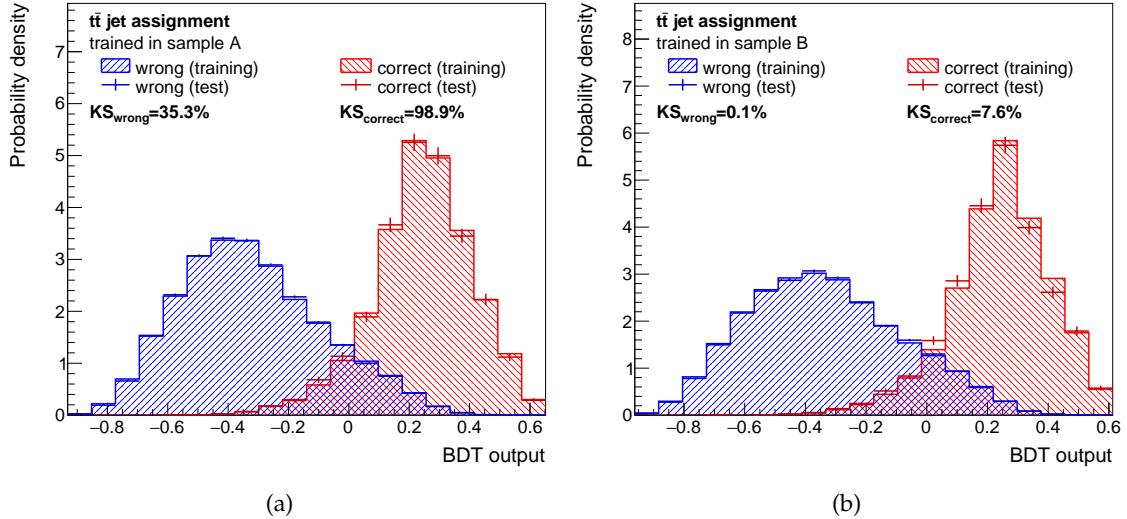 tt̄ jet assignment
trained in sample A
wrong (training)
correct (training)
wrong (test)
correct (test)
KSwrong=35.3%
KScorrect=98.9%
Probability density
7
6
5
4
3
2
1
0
−0.8 −0.6 −0.4 −0.2 0 0.2 0.4 0.6
BDT output
(a)
tt̄ jet assignment
trained in sample B
wrong (training)
correct (training)
wrong (test)
correct (test)
KSwrong=0.1%
KScorrect=7.6%
Probability density
8
7
6
5
4
3
2
1
0
−0.8 −0.6 −0.4 −0.2 0 0.2 0.4 0.6
BDT output
(b)